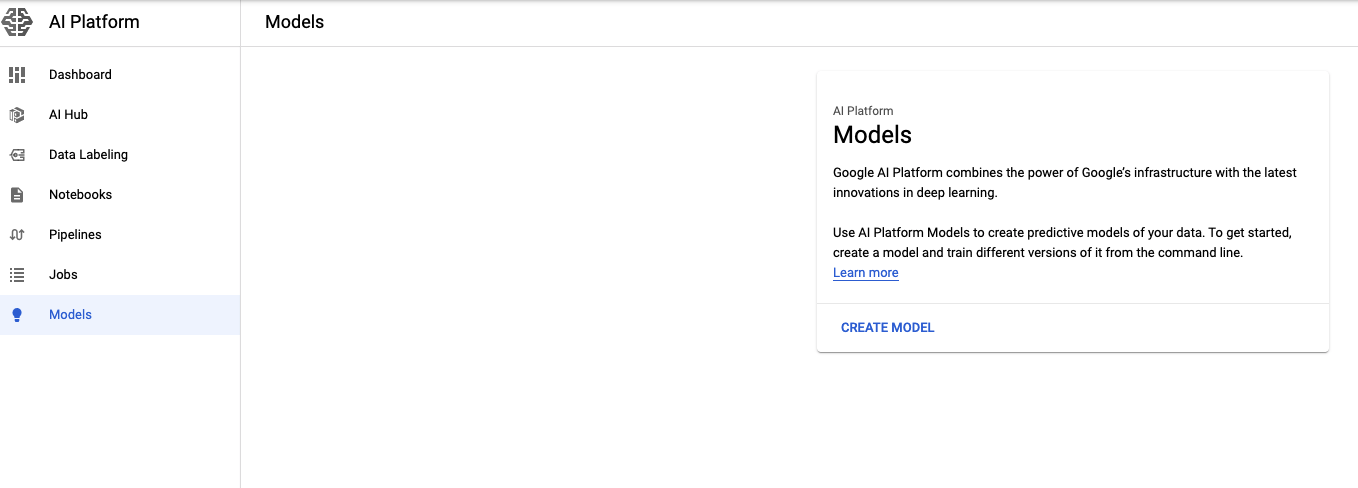 AI Platform
Models
Dashboard
AI Hub
Data Labeling
Notebooks
Pipelines
Jobs
Models
AI Platform
Models
Google AI Platform combines the power of Google’s infrastructure with the latest
innovations in deep learning.
Use AI Platform Models to create predictive models of your data. To get started,
create a model and train different versions of it from the command line.
Learn more
CREATE MODEL